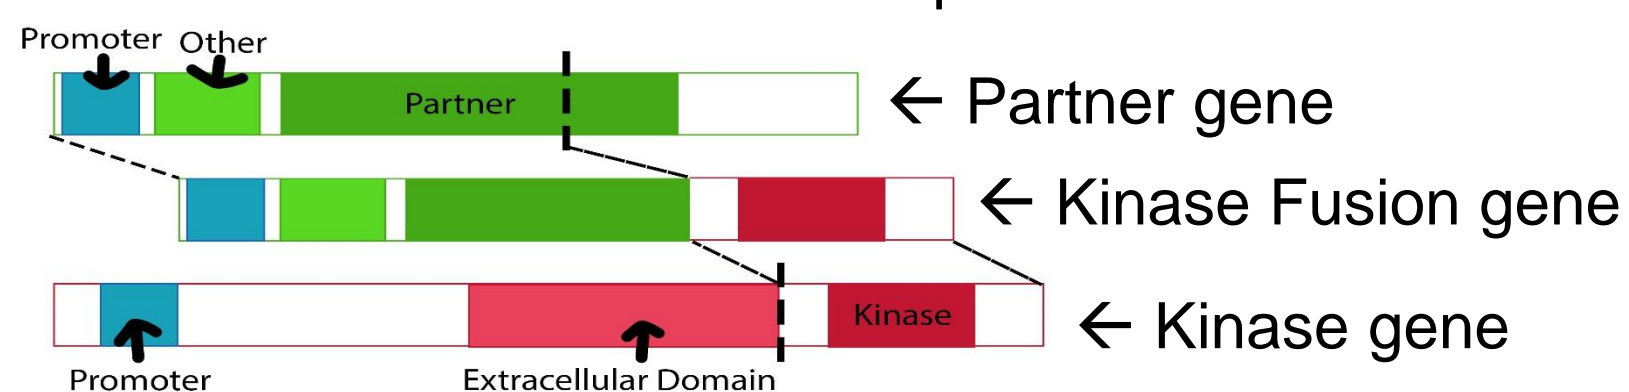 Promoter Other
Partner
← Partner gene
← Kinase Fusion gene
Kinase
← Kinase gene
Promoter
Extracellular Domain